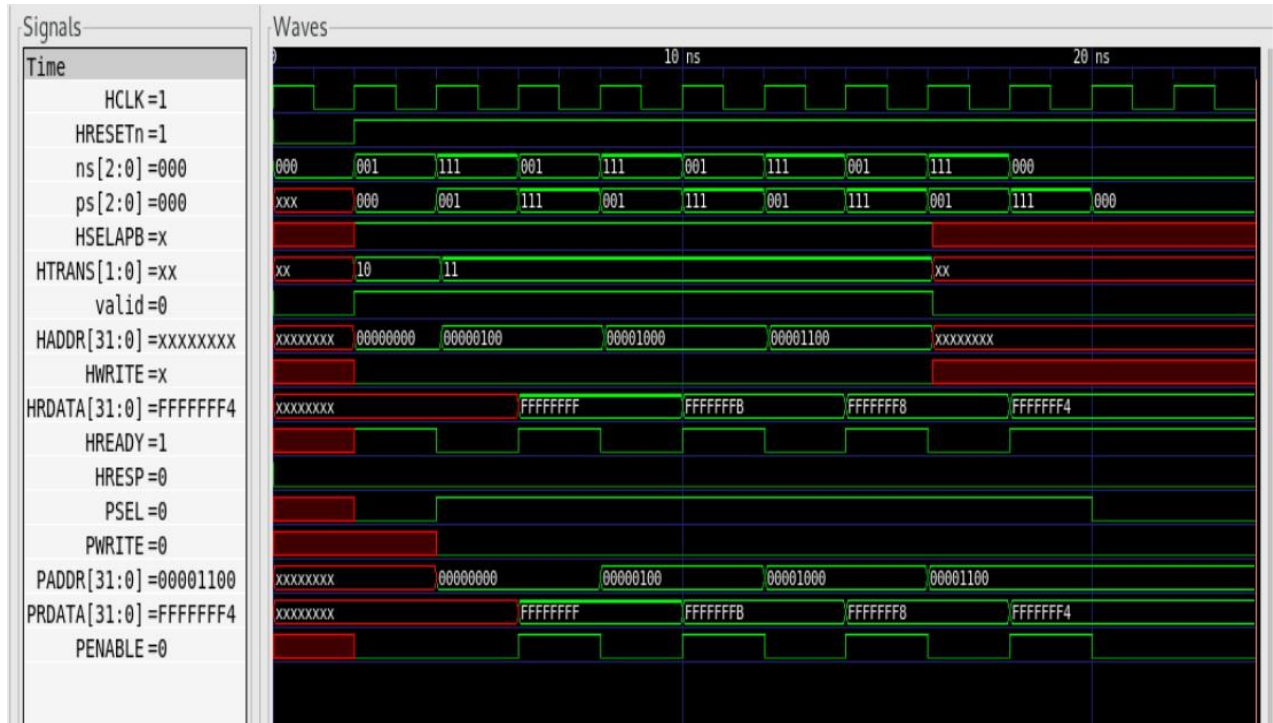 Signals Waves
Time 0 10 ns 20 ns
HCLK=1
HRESETn=1
ns[2:0]=000 000 001 111 001 111 001 111 001 111 000
ps[2:0]=000 xxx 000 001 111 001 111 001 111 001 111 000
HSELAPB=x
HTRANS[1:0]=xx xx 10 11 xx
valid=0
HADDR[31:0]=xxxxxxxx xxxxxxxx 00000000 00000100 00001000 00001100 xxxxxxxx
HWRITE=x
HRDATA[31:0]=FFFFFFF4 xxxxxxxx FFFFFFFF FFFFFFFB FFFFFFF8 FFFFFFF4
HREADY=1
HRESP=0
PSEL=0
PWRITE=0
PADDR[31:0]=00001100 xxxxxxxx 00000000 00000100 00001000 00001100
PRDATA[31:0]=FFFFFFF4 xxxxxxxx FFFFFFFF FFFFFFFB FFFFFFF8 FFFFFFF4
PENABLE=0